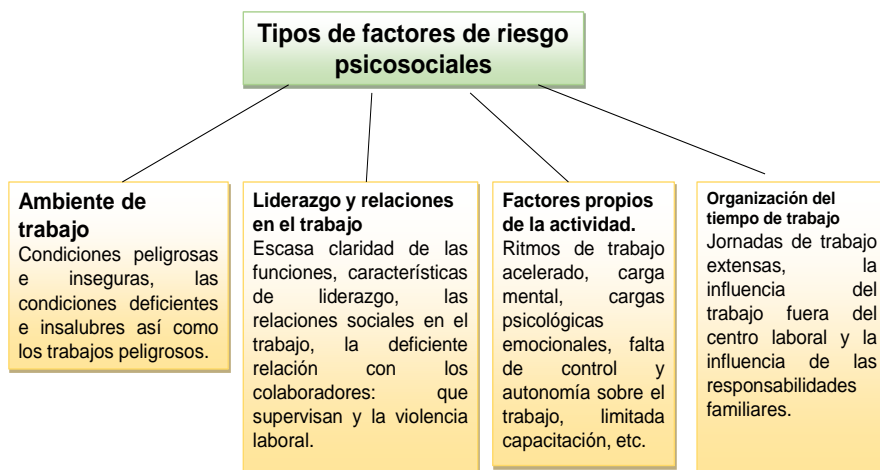 Tipos de factores de riesgo
psicosociales
Ambiente de
trabajo
Condiciones peligrosas
e inseguras, las
condiciones deficientes
e insalubres así como
los trabajos peligrosos.
Liderazgo y relaciones
en el trabajo
Escasa claridad de las
funciones, características
de liderazgo, las
relaciones sociales en el
trabajo, la deficiente
relación con los
colaboradores: que
supervisan y la violencia
laboral.
Factores propios
de la actividad.
Ritmos de trabajo
acelerado, carga
mental, cargas
psicológicas
emocionales, falta
de control y
autonomía sobre el
trabajo, limitada
capacitación, etc.
Organización del
tiempo de trabajo
Jornadas de trabajo
extensas, la
influencia del
trabajo fuera del
centro laboral y la
influencia de las
responsabilidades
familiares.